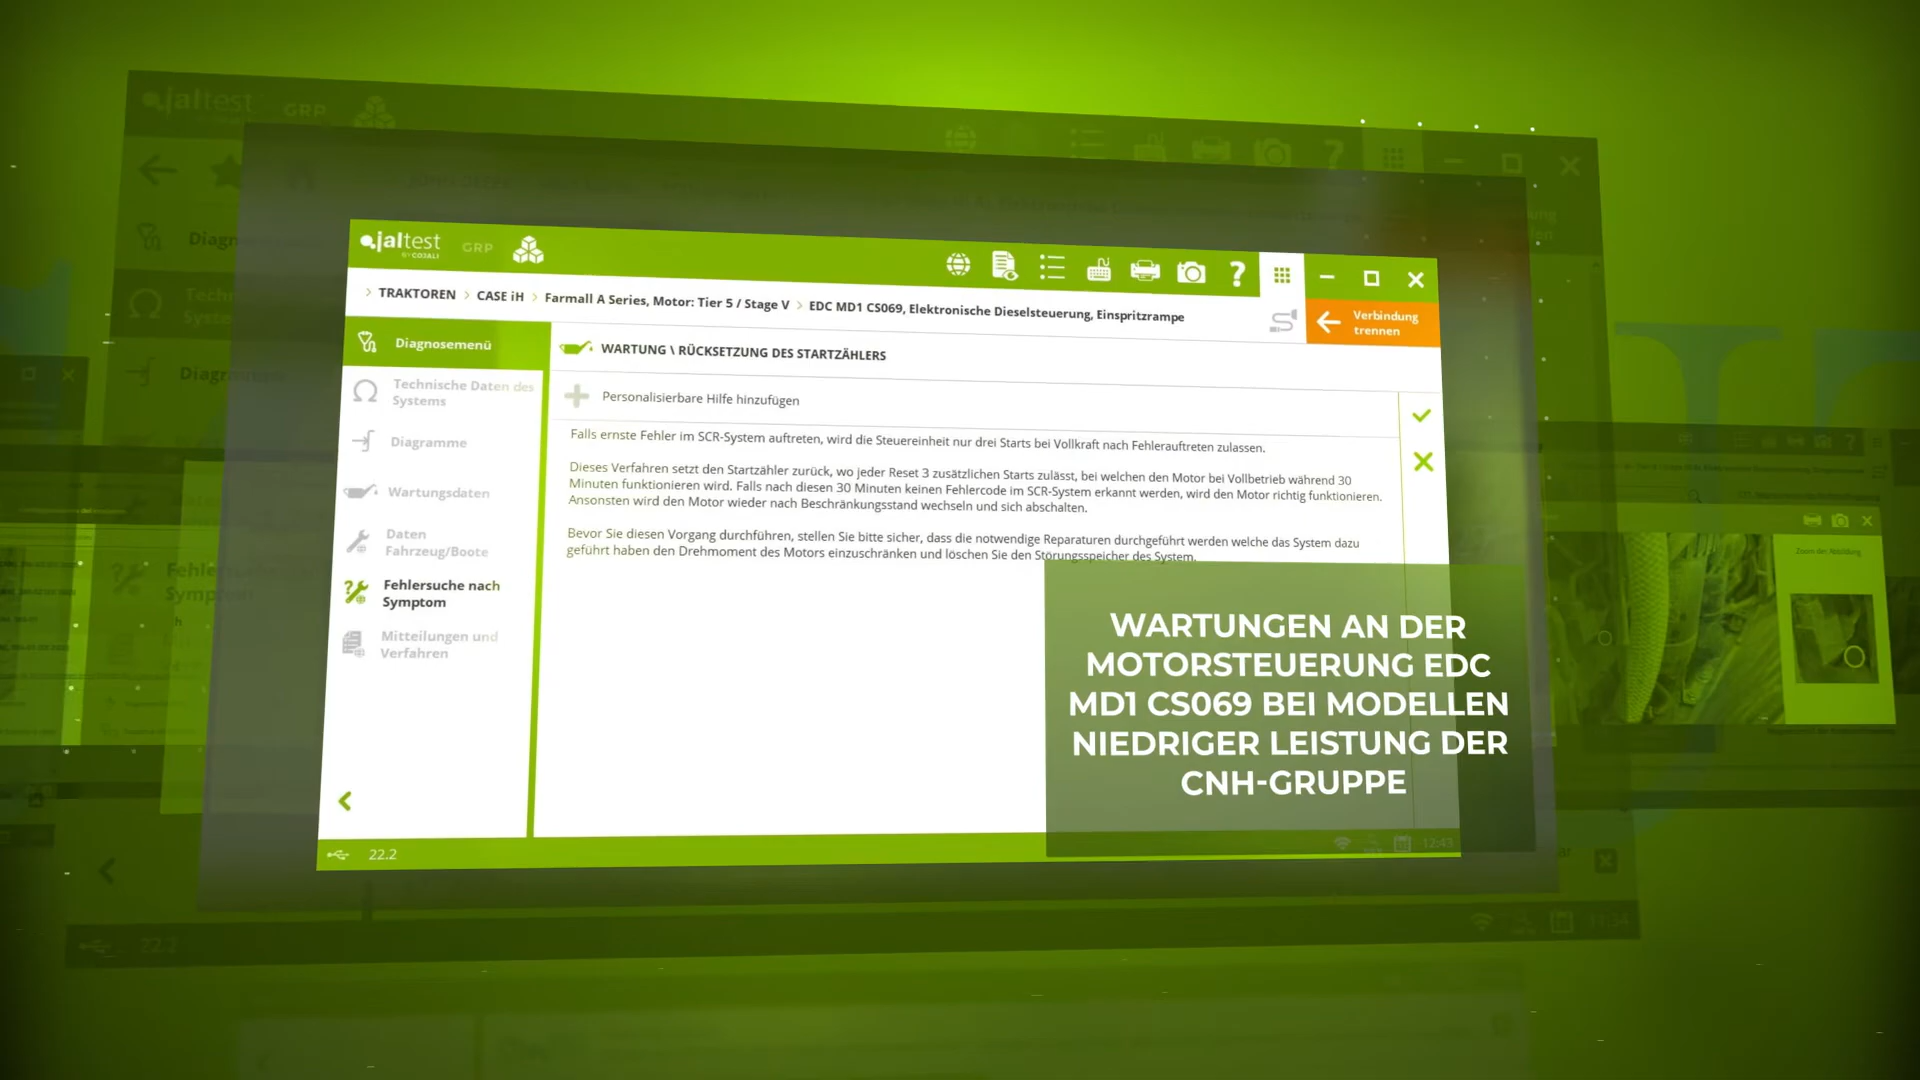 jaltest GRP
BY COJALI
> TRAKTOREN > CASE iH > Farmall A Series, Motor: Tier 5 / Stage V > EDC MD1 CS069, Elektronische Dieselsteuerung, Einspritzrampe
Verbindung
trennen
Diagnosemenü
Technische Daten des
Systems
Diagramme
Wartungsdaten
Daten
Fahrzeug/Boote
Fehlersuche nach
Symptom
Mitteilungen und
Verfahren
WARTUNG \ RÜCKSETZUNG DES STARTZÄHLERS
Personalisierbare Hilfe hinzufügen
Falls ernste Fehler im SCR-System auftreten, wird die Steuereinheit nur drei Starts bei Vollkraft nach Fehlerauftreten zulassen.
Dieses Verfahren setzt den Startzähler zurück, wo jeder Reset 3 zusätzlichen Starts zulässt, bei welchen den Motor bei Vollbetrieb während 30
Minuten funktionieren wird. Falls nach diesen 30 Minuten keinen Fehlercode im SCR-System erkannt werden, wird den Motor richtig funktionieren.
Ansonsten wird den Motor wieder nach Beschränkungsstand wechseln und sich abschalten.
Bevor Sie diesen Vorgang durchführen, stellen Sie bitte sicher, dass die notwendige Reparaturen durchgeführt werden welche das System dazu
geführt haben den Drehmoment des Motors einzuschränken und löschen Sie den Störungsspeicher des System.
WARTUNGEN AN DER
MOTORSTEUERUNG EDC
MD1 CS069 BEI MODELLEN
NIEDRIGER LEISTUNG DER
CNH-GRUPPE
22.2
12:43